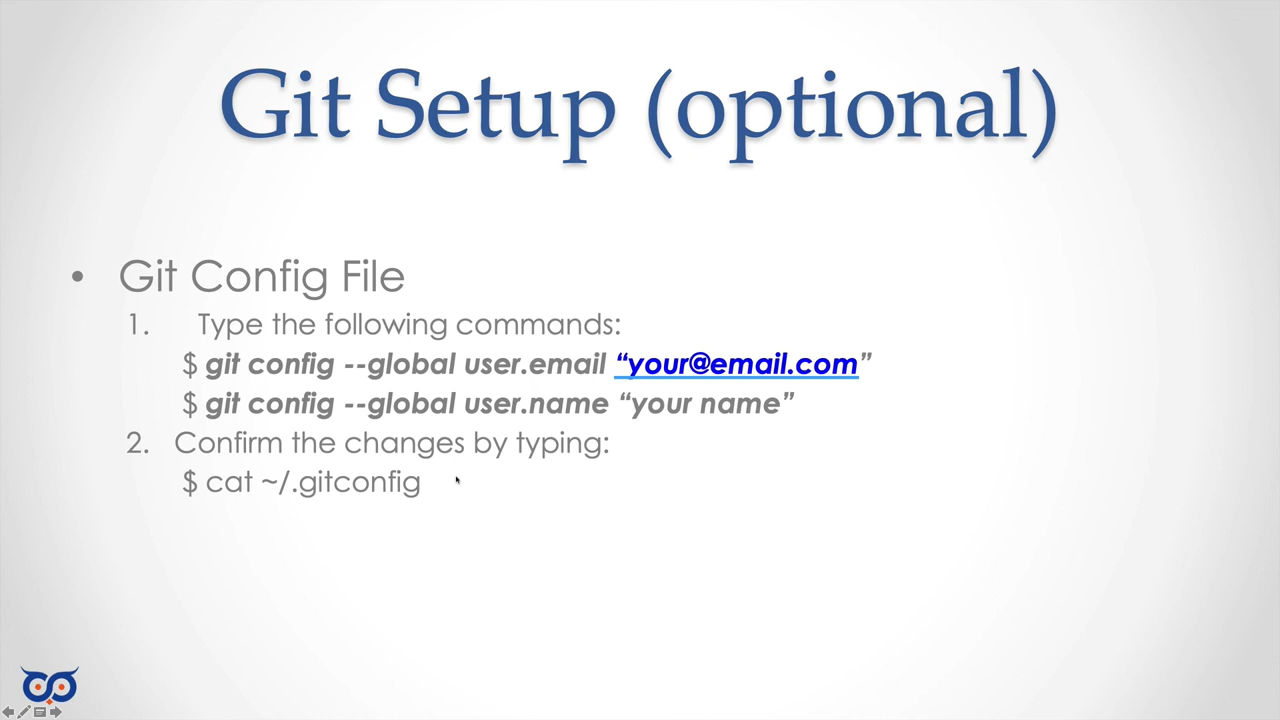 Git Setup (optional)
• Git Config File
1. Type the following commands:
$ git config --global user.email “your@email.com”
$ git config --global user.name “your name”
2. Confirm the changes by typing:
$ cat ~/.gitconfig